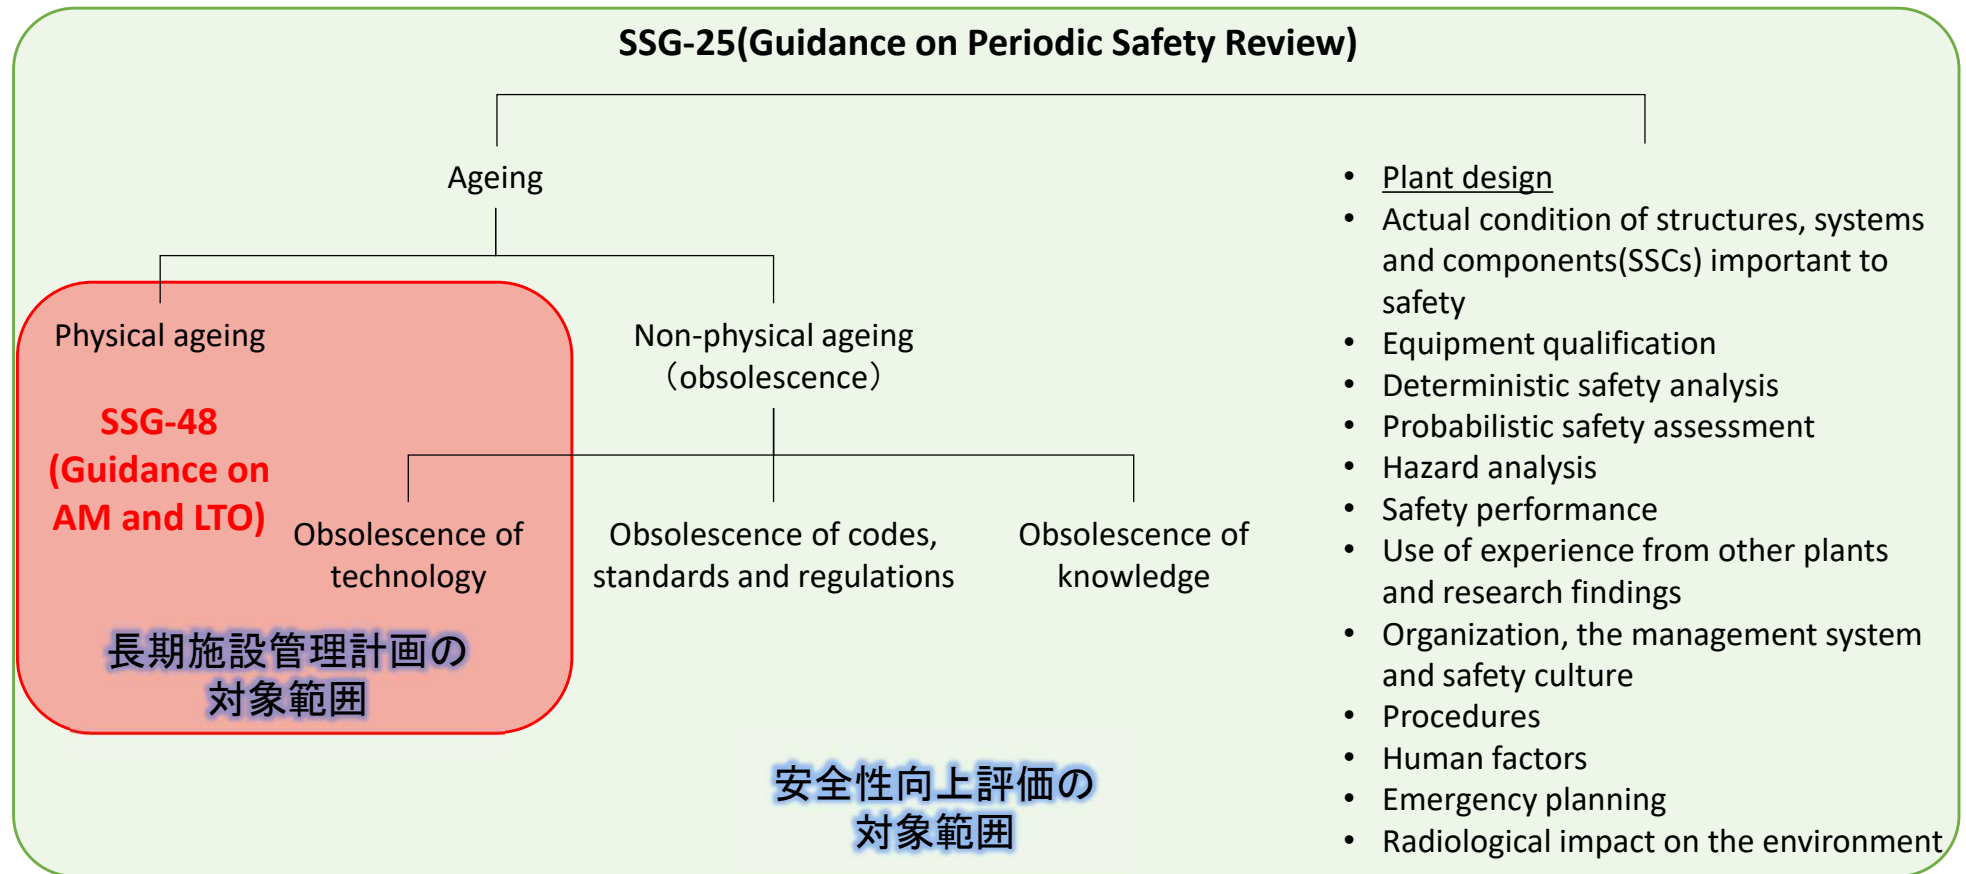 SSG-25(Guidance on Periodic Safety Review)
Ageing
Physical ageing
Non-physical ageing
（obsolescence）
SSG-48
(Guidance on
AM and LTO)
Obsolescence of
technology
Obsolescence of codes,
standards and regulations
Obsolescence of
knowledge
長期施設管理計画の
対象範囲
安全性向上評価の
対象範囲
• Plant design
• Actual condition of structures, systems
and components(SSCs) important to
safety
• Equipment qualification
• Deterministic safety analysis
• Probabilistic safety assessment
• Hazard analysis
• Safety performance
• Use of experience from other plants
and research findings
• Organization, the management system
and safety culture
• Procedures
• Human factors
• Emergency planning
• Radiological impact on the environment